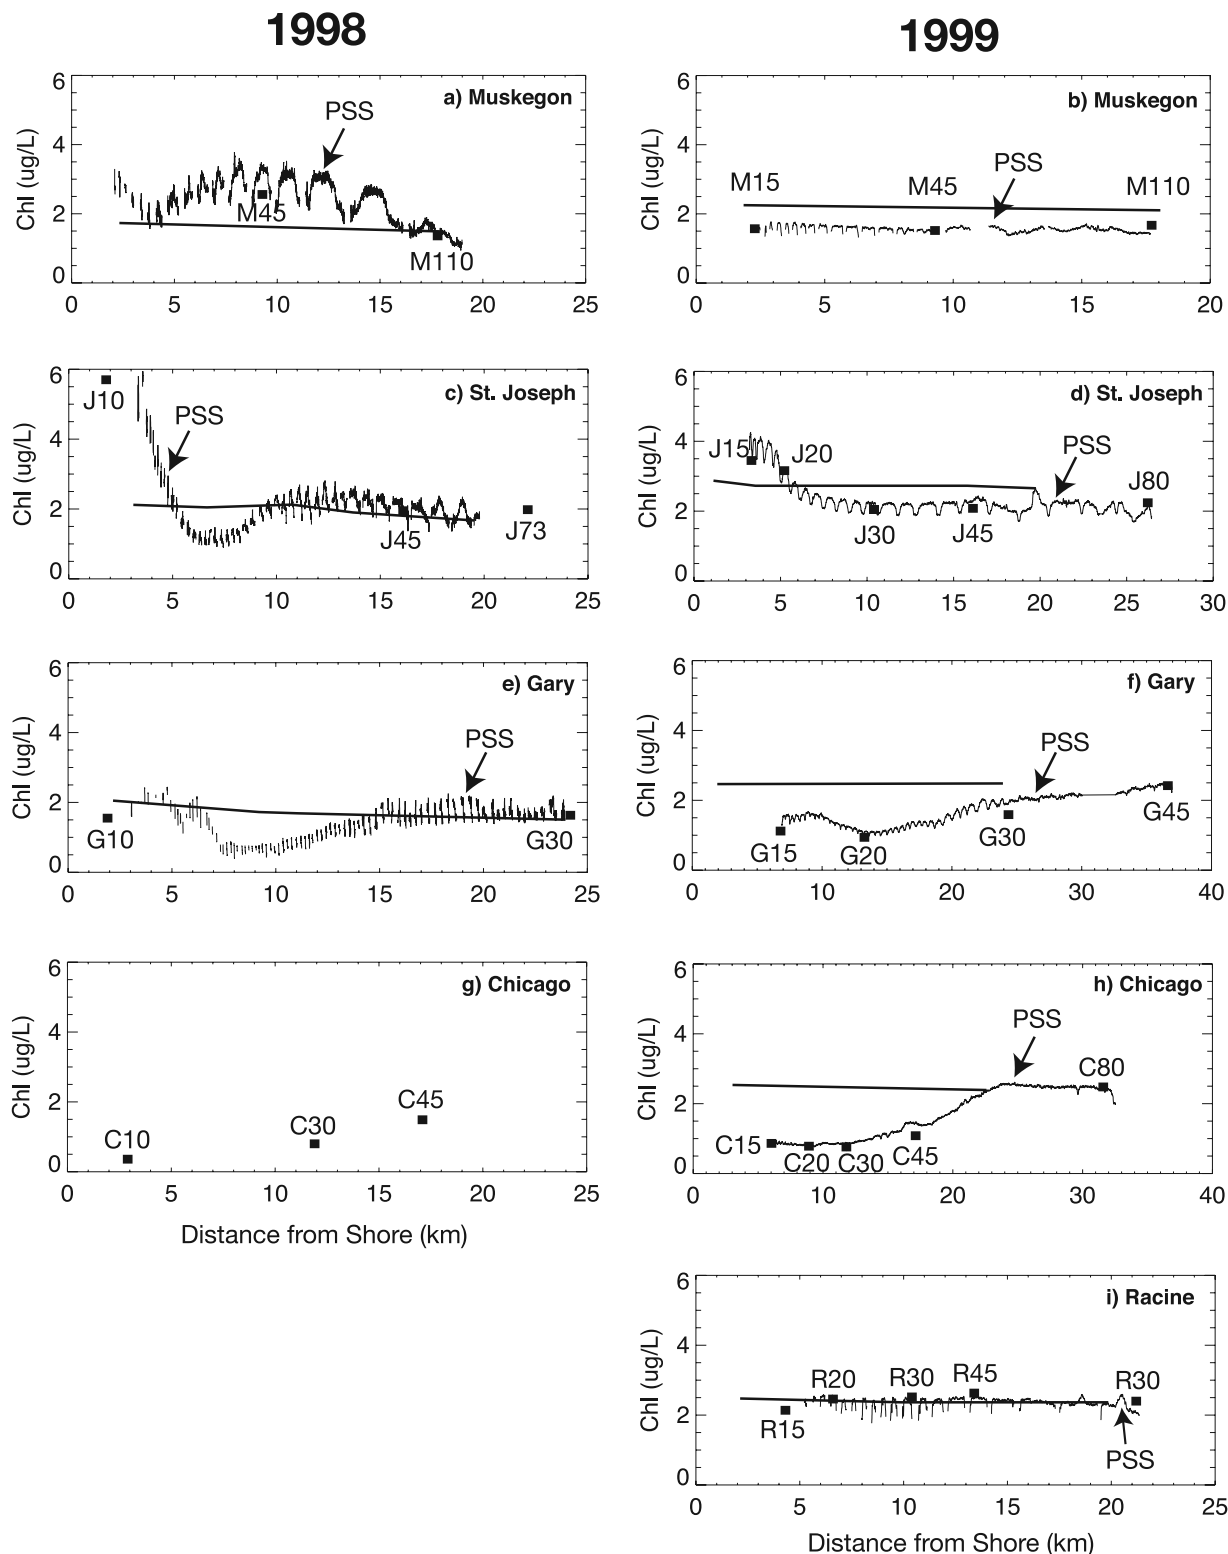 1998
1999
a) Muskegon
PSS
M45
M110
Chl (ug/L)
6
4
2
0
0 5 10 15 20 25
b) Muskegon
PSS
M15
M45
M110
Chl (ug/L)
6
4
2
0
0 5 10 15 20
c) St. Joseph
J10
PSS
J45
J73
Chl (ug/L)
6
4
2
0
0 5 10 15 20 25
d) St. Joseph
J15
J20
PSS
J80
J30
J45
Chl (ug/L)
6
4
2
0
0 5 10 15 20 25 30
e) Gary
PSS
G10
G30
Chl (ug/L)
6
4
2
0
0 5 10 15 20 25
f) Gary
PSS
G15
G20
G30
G45
Chl (ug/L)
6
4
2
0
0 10 20 30 40
g) Chicago
C10
C30
C45
Chl (ug/L)
6
4
2
0
0 5 10 15 20 25
Distance from Shore (km)
h) Chicago
PSS
C80
C15
C20
C30
C45
Chl (ug/L)
6
4
2
0
0 10 20 30 40
i) Racine
R20
R30
R45
R30
R15
PSS
Chl (ug/L)
6
4
2
0
0 5 10 15 20 25
Distance from Shore (km)